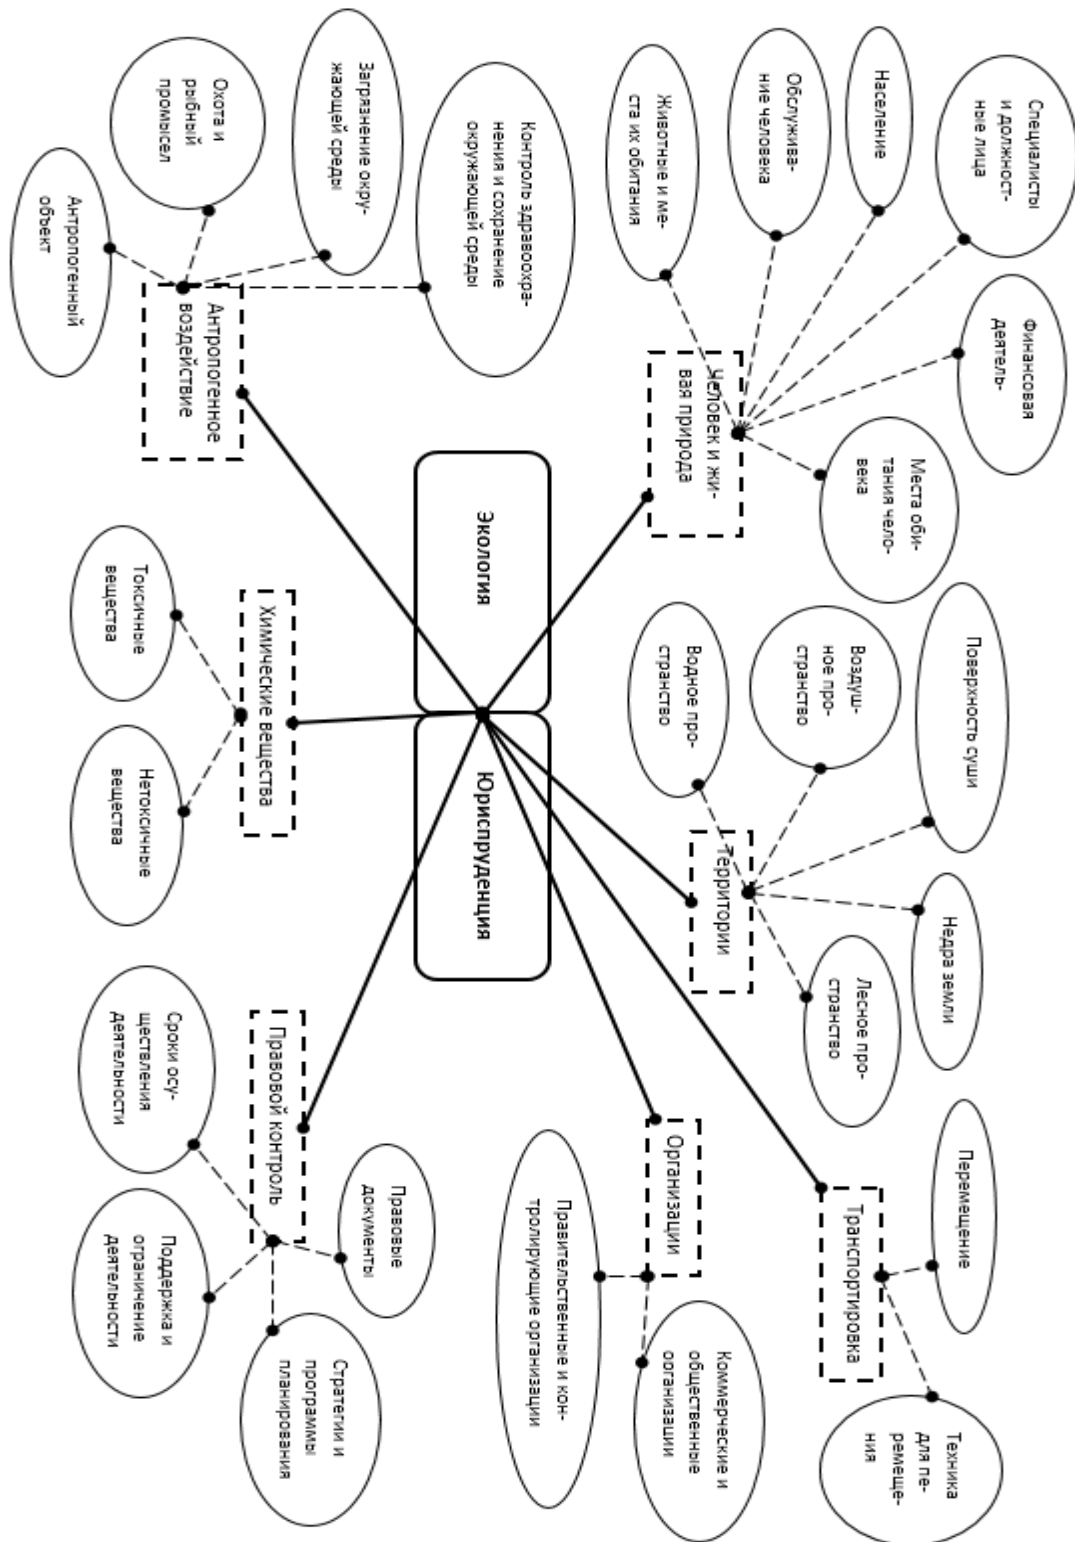 Специалисты
и должност-
ные лица
Население
Обслужива-
ние человека
Животные и ме-
ста их обитания
Финансовая
деятель-
Места оби-
тания чело-
века
Человек и жи-
вая природа
Поверхность суши
Воздуш-
ное про-
странство
Водное про-
странство
Недра земли
Лесное про-
странство
Территории
Перемещение
Техника
для пе-
ремеще-
ния
Транспортировка
Организации
Коммерческие и
общественные
организации
Правительственные и кон-
тролирующие организации
Экология
Юриспруденция
Контроль здравоохра-
нения и сохранение
окружающей среды
Загрязнение окру-
жающей среды
Охота и
рыбный
промысел
Антропогенный
объект
Антропогенное
воздействие
Химические вещества
Токсичные
вещества
Нетоксичные
вещества
Правовой контроль
Правовые
документы
Стратегии и
программы
планирования
Сроки осу-
ществления
деятельности
Поддержка и
ограничение
деятельности